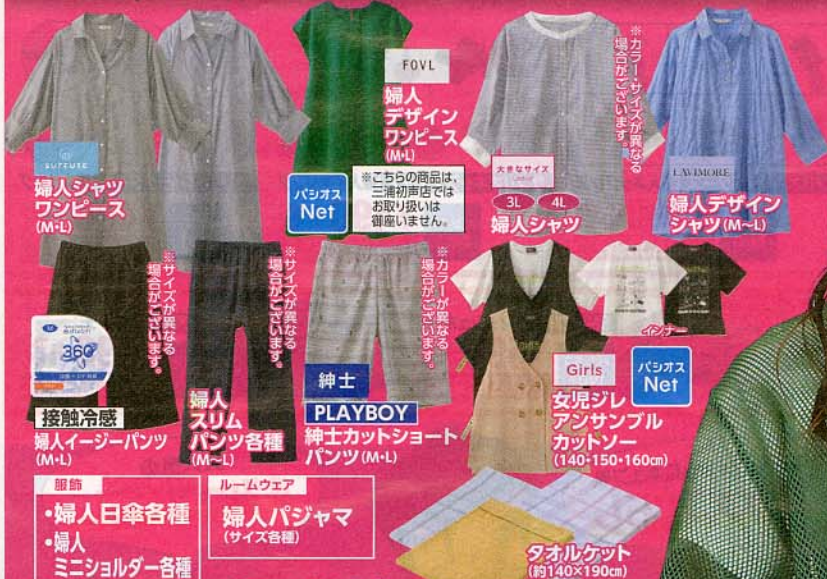 FOVL
婦人
デザイン
ワンピース
(M・L)
※カラー・サイズが異なる
場合がございます。
婦人シャツ
ワンピース
(M・L)
パシオス
Net
※こちらの商品は、
三浦初声店では
お取り扱いは
御座いません。
大きなサイズ
3L 4L
婦人シャツ
LAVIMORE
婦人デザイン
シャツ(M〜L)
※サイズが異なる
場合がございます。
360°
接触冷感
婦人イージーパンツ
(M・L)
※サイズが異なる
場合がございます。
婦人
スリム
パンツ各種
(M〜L)
※カラーが異なる
場合がございます。
紳士
PLAYBOY
紳士カットショート
パンツ(M・L)
インナー
Girls
パシオス
Net
女児ジレ
アンサンブル
カットソー
(140・150・160cm)
服飾
・婦人日傘各種
・婦人
ミニショルダー各種
ルームウェア
婦人パジャマ
(サイズ各種)
タオルケット
(約140×190cm)